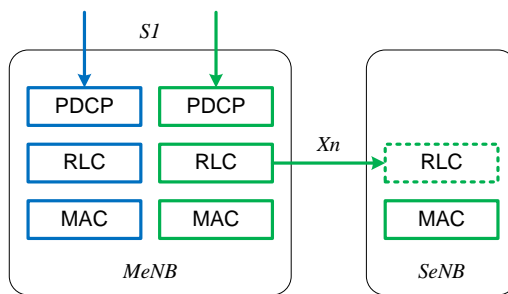 S1
PDCP PDCP
RLC RLC Xn RLC
MAC MAC MAC
MeNB SeNB